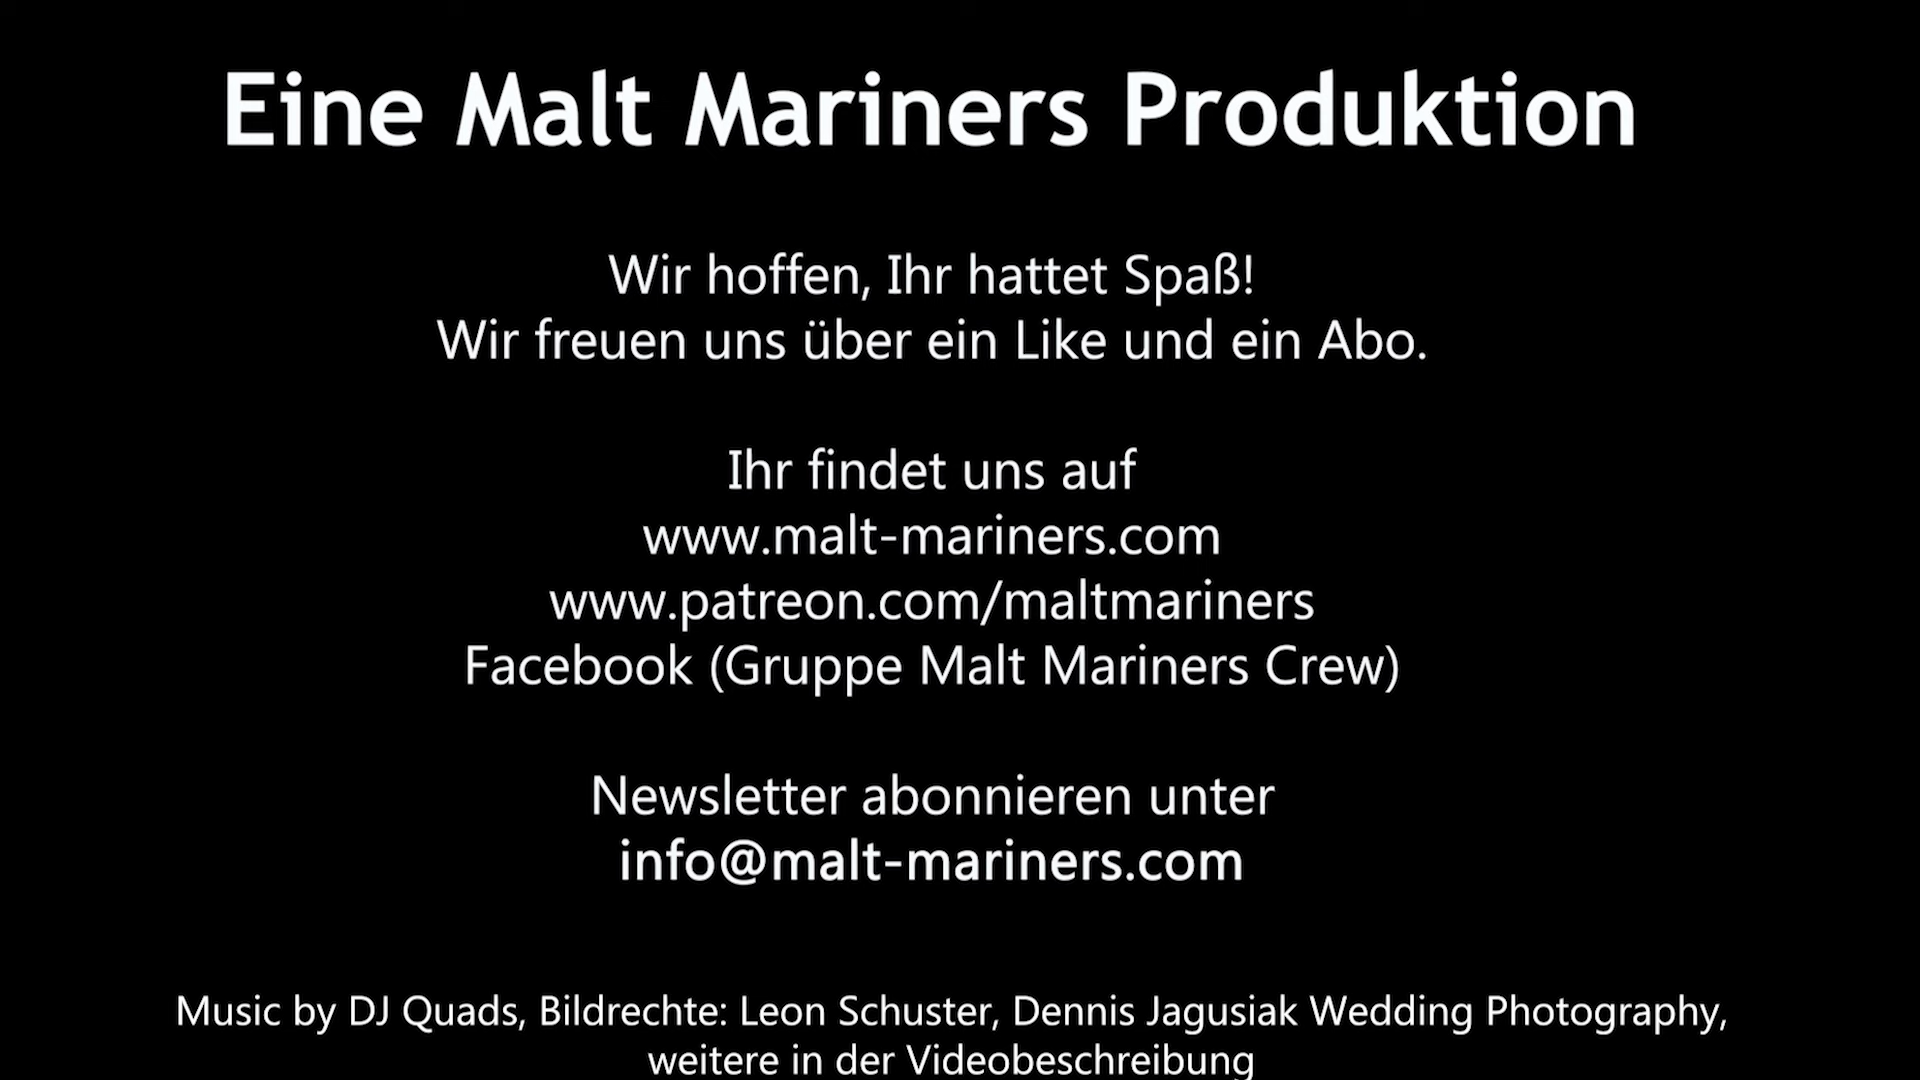 Eine Malt Mariners Produktion
Wir hoffen, Ihr hattet Spaß!
Wir freuen uns über ein Like und ein Abo.
Ihr findet uns auf
www.malt-mariners.com
www.patreon.com/maltmariners
Facebook (Gruppe Malt Mariners Crew)
Newsletter abonnieren unter
info@malt-mariners.com
Music by DJ Quads, Bildrechte: Leon Schuster, Dennis Jagusiak Wedding Photography,
weitere in der Videobeschreibung